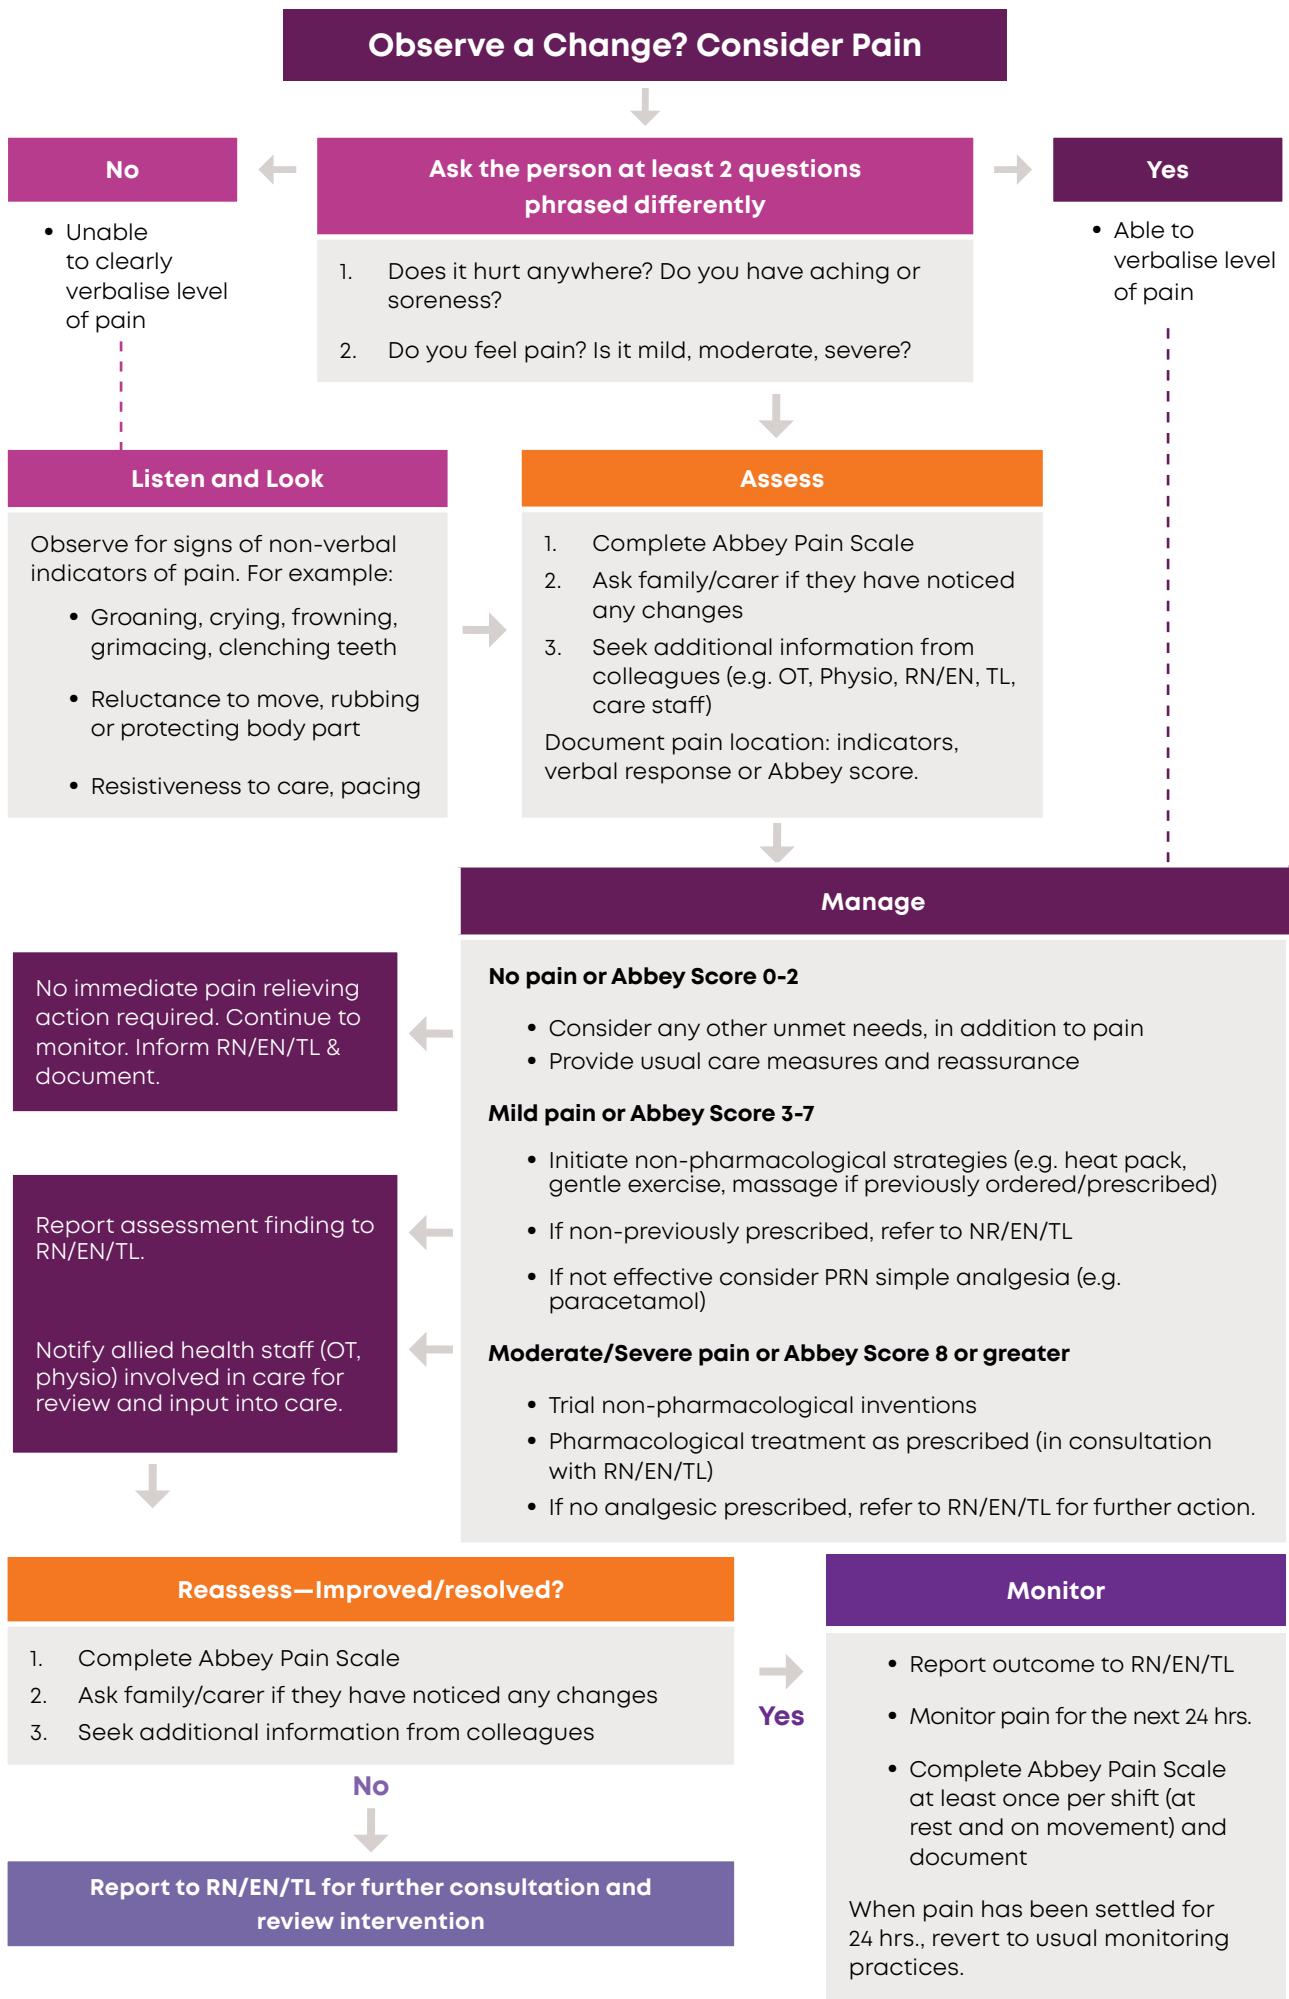 Observe a Change? Consider Pain
No
Ask the person at least 2 questions
phrased differently
Yes
• Unable
to clearly
verbalise level
of pain
1. Does it hurt anywhere? Do you have aching or
soreness?
2. Do you feel pain? Is it mild, moderate, severe?
• Able to
verbalise level
of pain
Listen and Look
Observe for signs of non-verbal
indicators of pain. For example:
• Groaning, crying, frowning,
grimacing, clenching teeth
• Reluctance to move, rubbing
or protecting body part
• Resistiveness to care, pacing
Assess
1. Complete Abbey Pain Scale
2. Ask family/carer if they have noticed
any changes
3. Seek additional information from
colleagues (e.g. OT, Physio, RN/EN, TL,
care staff)
Document pain location: indicators,
verbal response or Abbey score.
Manage
No pain or Abbey Score 0-2
• Consider any other unmet needs, in addition to pain
• Provide usual care measures and reassurance
No immediate pain relieving
action required. Continue to
monitor. Inform RN/EN/TL &
document.
Mild pain or Abbey Score 3-7
• Initiate non-pharmacological strategies (e.g. heat pack,
gentle exercise, massage if previously ordered/prescribed)
• If non-previously prescribed, refer to NR/EN/TL
• If not effective consider PRN simple analgesia (e.g.
paracetamol)
Report assessment finding to
RN/EN/TL.
Notify allied health staff (OT,
physio) involved in care for
review and input into care.
Moderate/Severe pain or Abbey Score 8 or greater
• Trial non-pharmacological inventions
• Pharmacological treatment as prescribed (in consultation
with RN/EN/TL)
• If no analgesic prescribed, refer to RN/EN/TL for further action.
Reassess—Improved/resolved?
1. Complete Abbey Pain Scale
2. Ask family/carer if they have noticed any changes
3. Seek additional information from colleagues
Yes
No
Report to RN/EN/TL for further consultation and
review intervention
Monitor
• Report outcome to RN/EN/TL
• Monitor pain for the next 24 hrs.
• Complete Abbey Pain Scale
at least once per shift (at
rest and on movement) and
document
When pain has been settled for
24 hrs., revert to usual monitoring
practices.